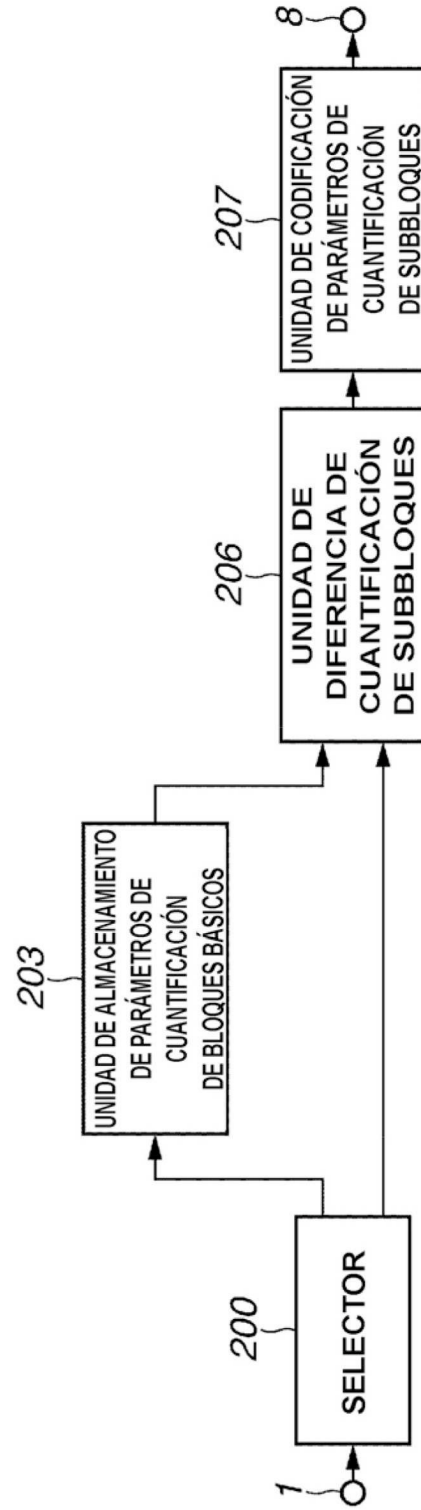 1
200
SELECTOR
203
UNIDAD DE ALMACENAMIENTO
DE PARÁMETROS DE
CUANTIFICACIÓN
DE BLOQUES BÁSICOS
206
UNIDAD DE
DIFERENCIA DE
CUANTIFICACIÓN
DE SUBBLOQUES
207
UNIDAD DE CODIFICACIÓN
DE PARÁMETROS DE
CUANTIFICACIÓN
DE SUBBLOQUES
8